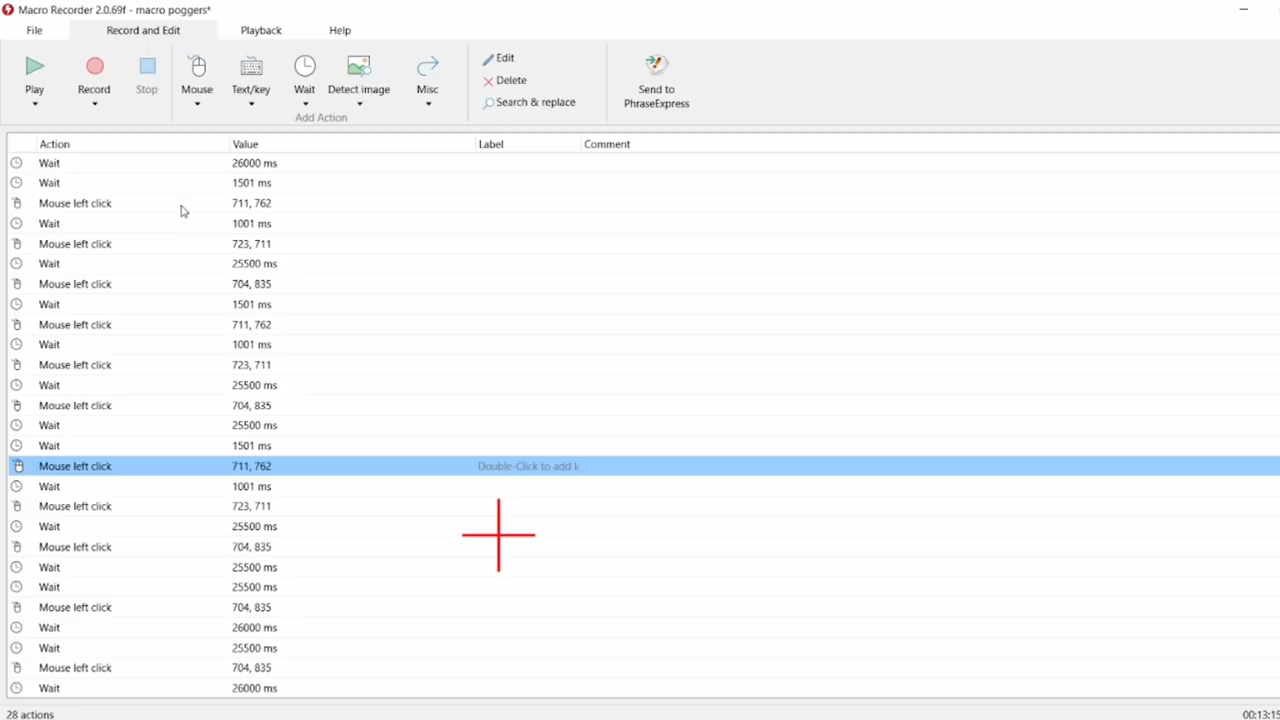 Macro Recorder 2.0.69f - macro poggers*
File Record and Edit Playback Help
Play Record Stop Mouse Text/key Wait Detect image Misc
Edit
Delete
Search & replace
Send to
PhraseExpress
Add Action
Action Value Label Comment
Wait 26000 ms
Wait 1501 ms
Mouse left click 711, 762
Wait 1001 ms
Mouse left click 723, 711
Wait 25500 ms
Mouse left click 704, 835
Wait 1501 ms
Mouse left click 711, 762
Wait 1001 ms
Mouse left click 723, 711
Wait 25500 ms
Mouse left click 704, 835
Wait 25500 ms
Wait 1501 ms
Mouse left click 711, 762 Double-Click to add l
Wait 1001 ms
Mouse left click 723, 711
Wait 25500 ms
Mouse left click 704, 835
Wait 25500 ms
Wait 25500 ms
Mouse left click 704, 835
Wait 26000 ms
Wait 25500 ms
Mouse left click 704, 835
Wait 26000 ms
28 actions 00:13:15